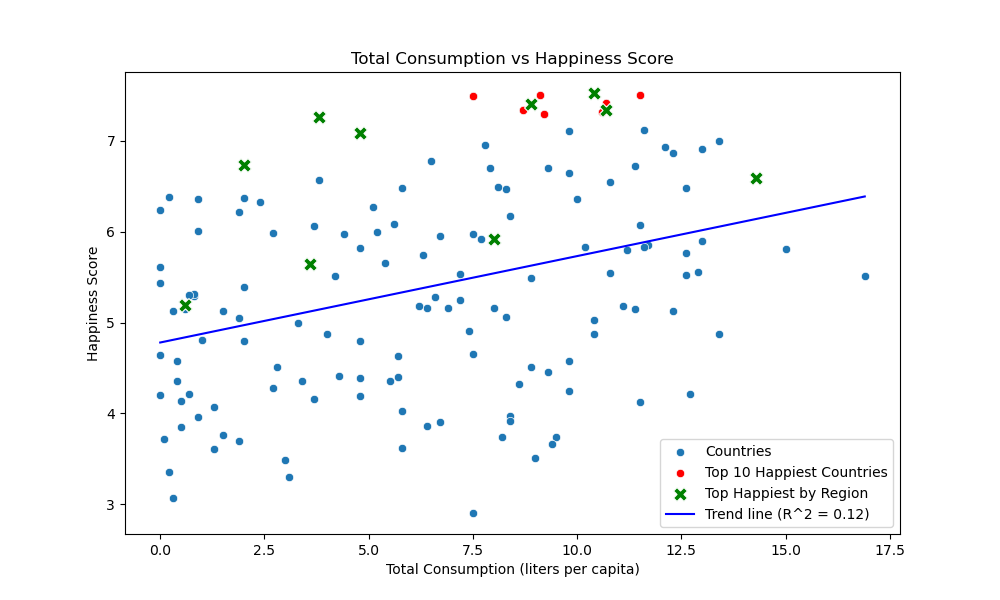 Total Consumption vs Happiness Score
Happiness Score
7
6
5
4
3
0.0 2.5 5.0 7.5 10.0 12.5 15.0 17.5
Total Consumption (liters per capita)
Countries
Top 10 Happiest Countries
Top Happiest by Region
Trend line (R^2 = 0.12)